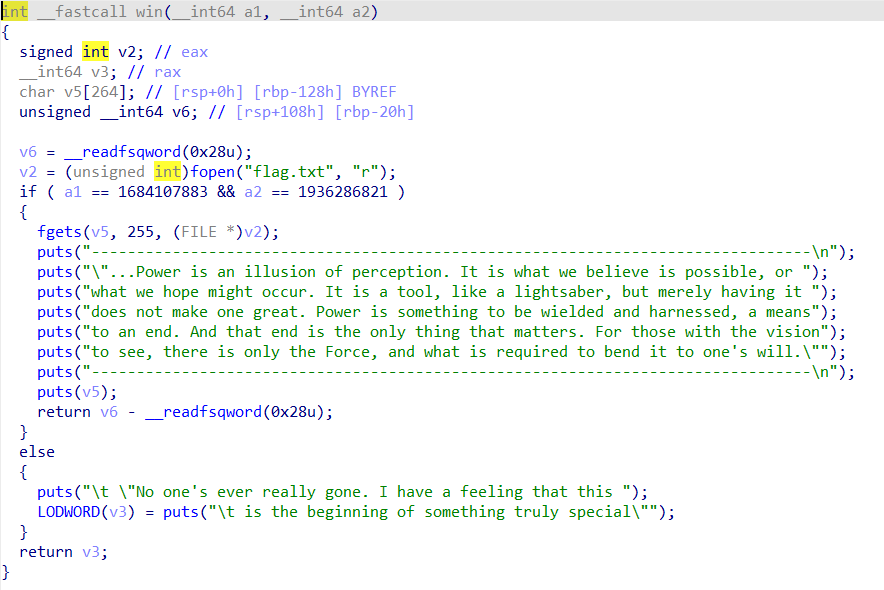 int __fastcall win(__int64 a1, __int64 a2)
{
  signed int v2; // eax
  __int64 v3; // rax
  char v5[264]; // [rsp+0h] [rbp-128h] BYREF
  unsigned __int64 v6; // [rsp+108h] [rbp-20h]

  v6 = __readfsqword(0x28u);
  v2 = (unsigned int)fopen("flag.txt", "r");
  if ( a1 == 1684107883 && a2 == 1936286821 )
  {
    fgets(v5, 255, (FILE *)v2);
    puts("--------------------------------------------------------------------------------\n");
    puts("\"...Power is an illusion of perception. It is what we believe is possible, or ");
    puts("what we hope might occur. It is a tool, like a lightsaber, but merely having it ");
    puts("does not make one great. Power is something to be wielded and harnessed, a means");
    puts("to an end. And that end is the only thing that matters. For those with the vision");
    puts("to see, there is only the Force, and what is required to bend it to one's will.\"");
    puts("--------------------------------------------------------------------------------\n");
    puts(v5);
    return v6 - __readfsqword(0x28u);
  }
  else
  {
    puts("\t \"No one's ever really gone. I have a feeling that this ");
    LODWORD(v3) = puts("\t is the beginning of something truly special\"");
  }
  return v3;
}